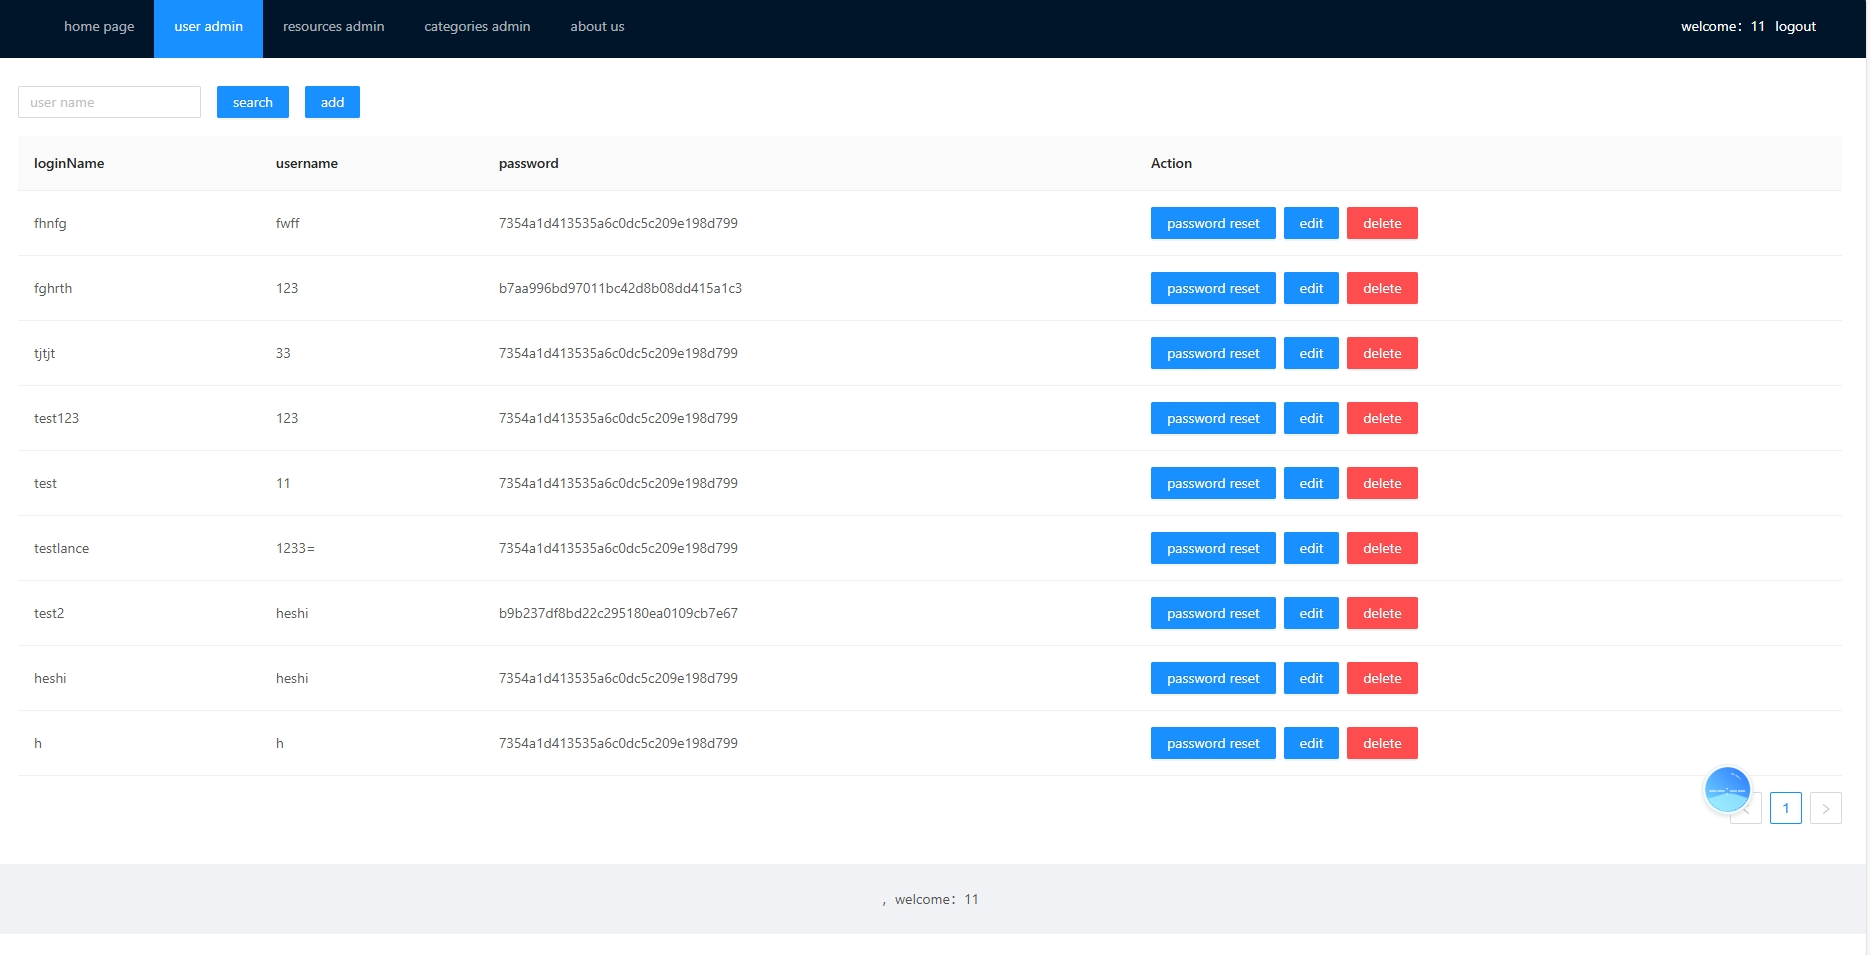 home page user admin resources admin categories admin about us welcome：11 logout
user name search add
loginName username password Action
fhnfg fwff 7354a1d413535a6c0dc5c209e198d799 password reset edit delete
fghrth 123 b7aa996bd97011bc42d8b08dd415a1c3 password reset edit delete
tjtjt 33 7354a1d413535a6c0dc5c209e198d799 password reset edit delete
test123 123 7354a1d413535a6c0dc5c209e198d799 password reset edit delete
test 11 7354a1d413535a6c0dc5c209e198d799 password reset edit delete
testlance 1233= 7354a1d413535a6c0dc5c209e198d799 password reset edit delete
test2 heshi b9b237df8bd22c295180ea0109cb7e67 password reset edit delete
heshi heshi 7354a1d413535a6c0dc5c209e198d799 password reset edit delete
h h 7354a1d413535a6c0dc5c209e198d799 password reset edit delete
1
，welcome：11